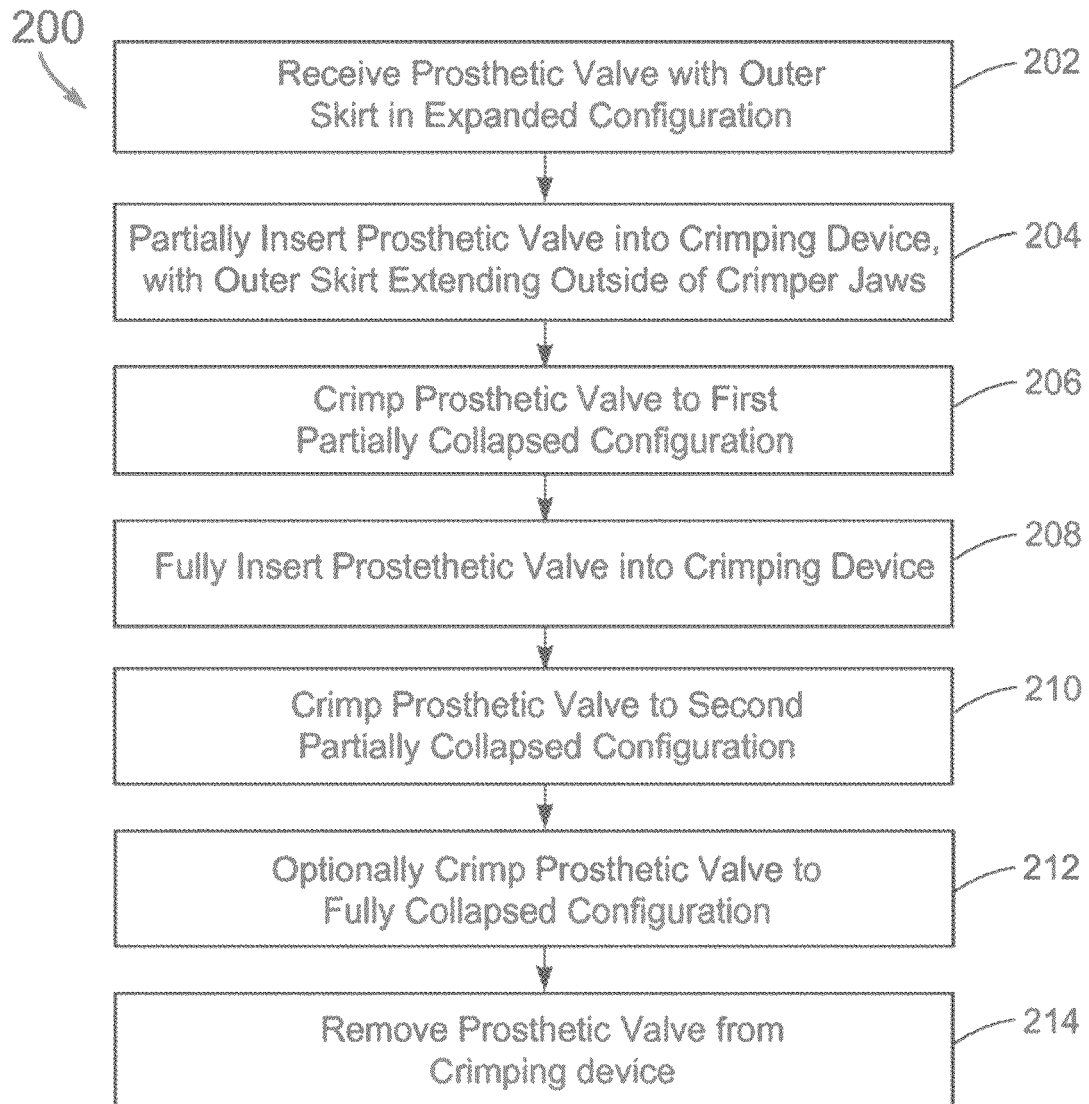 200
Receive Prosthetic Valve with Outer
Skirt in Expanded Configuration
202
Partially Insert Prosthetic Valve into Crimping Device,
with Outer Skirt Extending Outside of Crimper Jaws
204
Crimp Prosthetic Valve to First
Partially Collapsed Configuration
206
Fully Insert Prostethetic Valve into Crimping Device
208
Crimp Prosthetic Valve to Second
Partially Collapsed Configuration
210
Optionally Crimp Prosthetic Valve to
Fully Collapsed Configuration
212
Remove Prosthetic Valve from
Crimping device
214